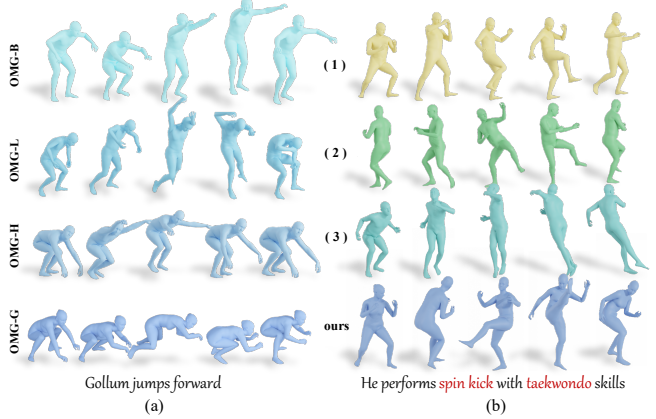 OMG-B
(1)
OMG-L
(2)
OMG-H
(3)
OMG-G
ours
Gollum jumps forward
He performs spin kick with taekwondo skills
(a)
(b)